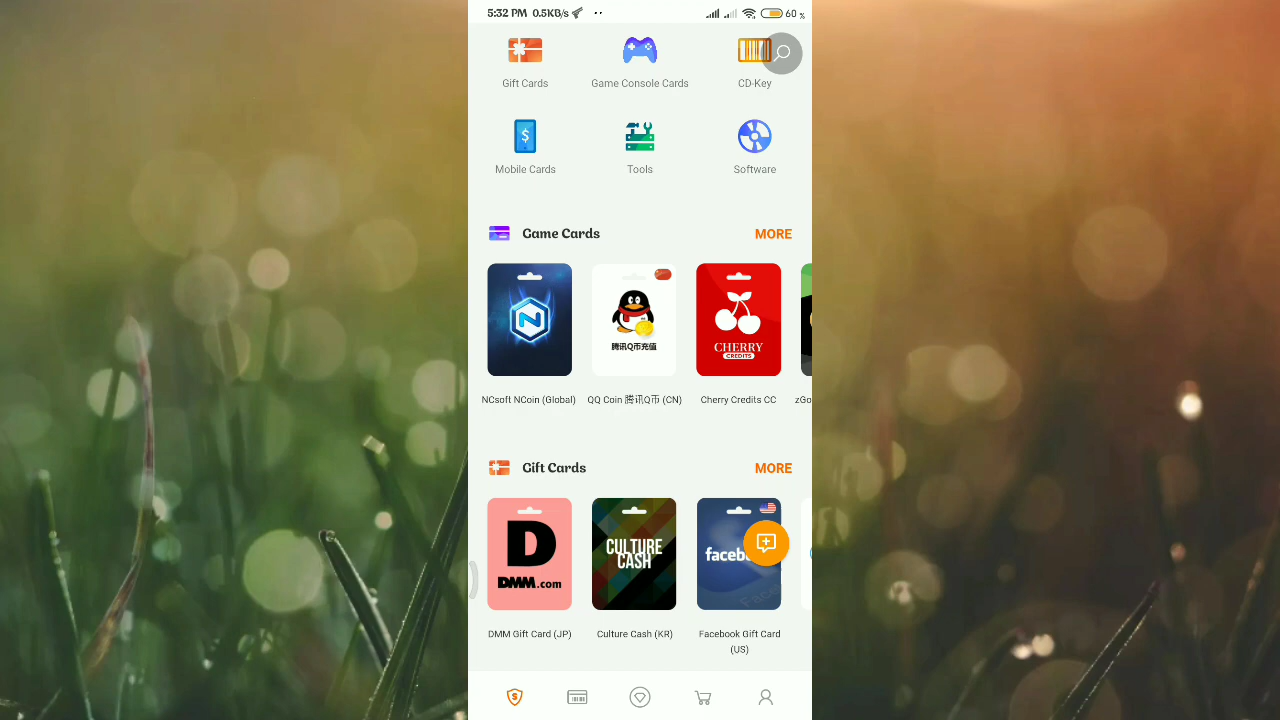 5:32 PM 0.5KB/s
60 %
Gift Cards
Game Console Cards
CD-Key
$
Mobile Cards
Tools
Software
Game Cards
MORE
N
腾讯Q币充值
CHERRY
CREDITS
NCsoft NCoin (Global)
QQ Coin 腾讯Q币 (CN)
Cherry Credits CC
zGo
Gift Cards
MORE
D
DMM.com
CULTURE
CASH
faceb
DMM Gift Card (JP)
Culture Cash (KR)
Facebook Gift Card
(US)